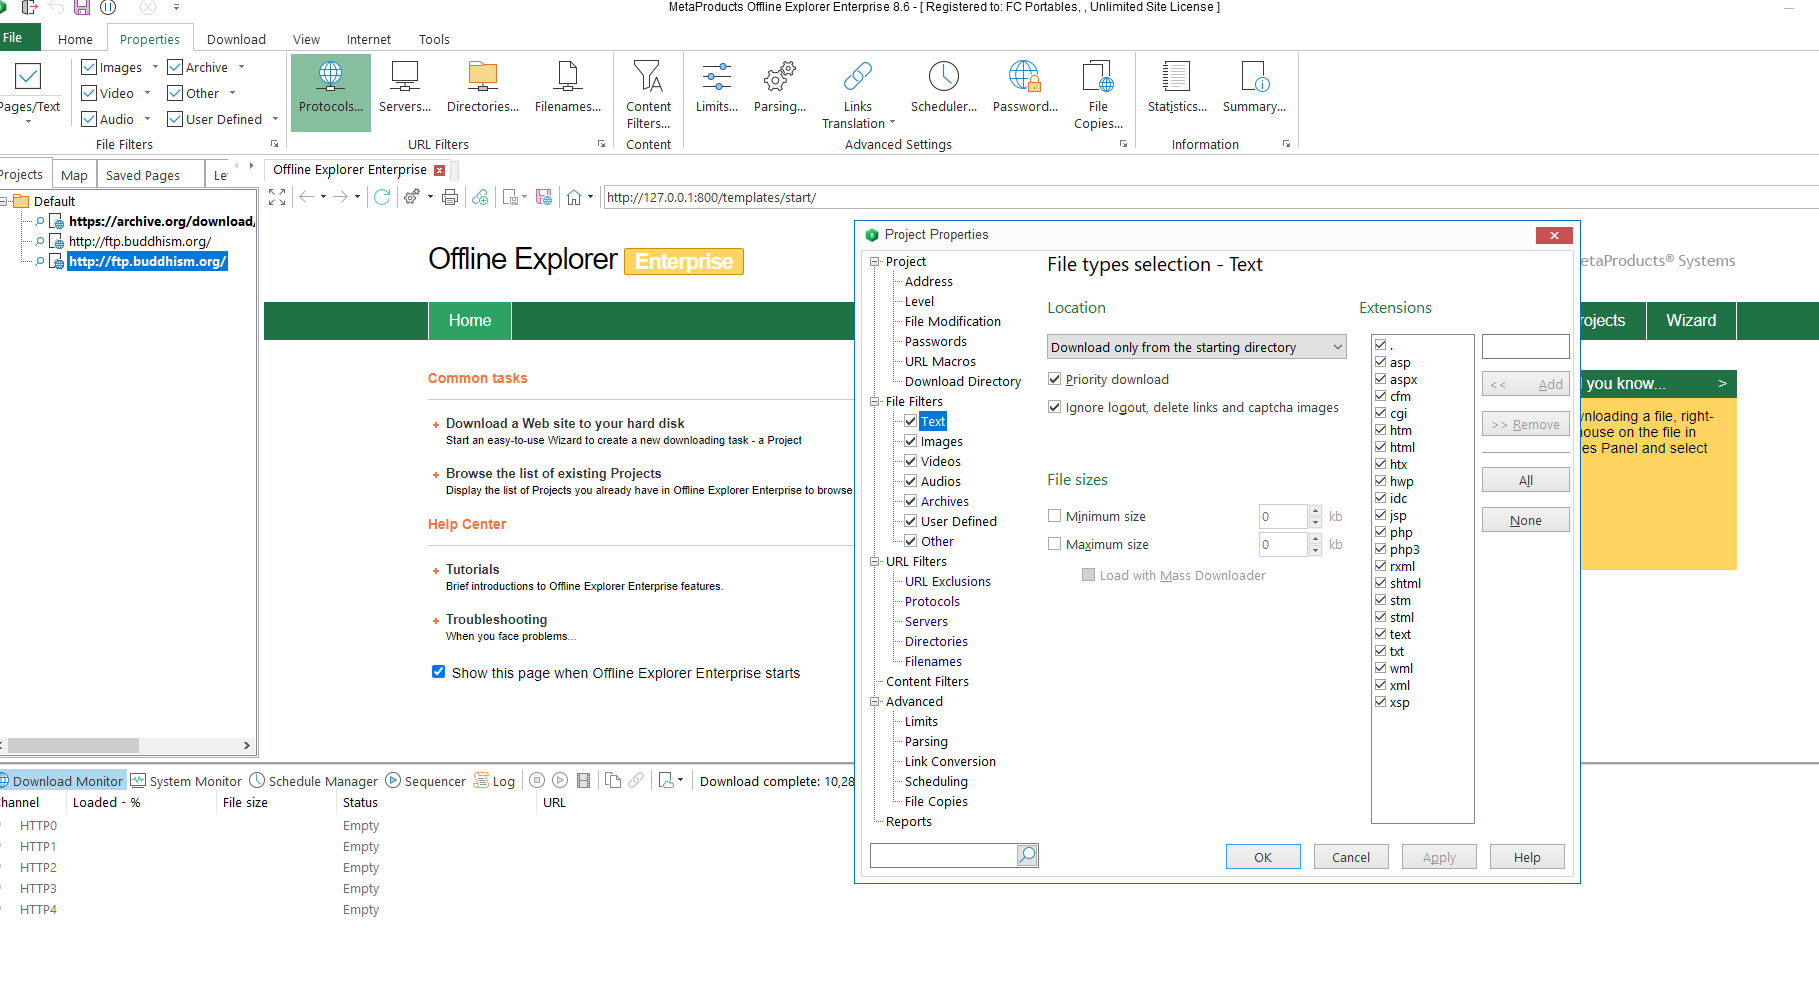 MetaProducts Offline Explorer Enterprise 8.6 - [ Registered to: FC Portables, , Unlimited Site License ]
File Home Properties Download View Internet Tools
Images Archive
Video Other
Audio User Defined
Pages/Text
File Filters
Protocols... Servers... Directories... Filenames...
URL Filters
Content
Filters...
Content
Limits... Parsing... Links
Translation Scheduler... Password... File
Copies...
Advanced Settings
Statistics... Summary...
Information
Projects Map Saved Pages Le
Offline Explorer Enterprise
Default
https://archive.org/download/
http://ftp.buddhism.org/
http://ftp.buddhism.org/
http://127.0.0.1:800/templates/start/
Offline Explorer Enterprise
etaProducts® Systems
Home
rojects Wizard
Common tasks
Download a Web site to your hard disk
Start an easy-to-use Wizard to create a new downloading task - a Project
Browse the list of existing Projects
Display the list of Projects you already have in Offline Explorer Enterprise to browse
Help Center
Tutorials
Brief introductions to Offline Explorer Enterprise features.
Troubleshooting
When you face problems...
Show this page when Offline Explorer Enterprise starts
you know... >
nloading a file, right-
ouse on the file in
es Panel and select
Project Properties
Project
Address
Level
File Modification
Passwords
URL Macros
Download Directory
File Filters
Text
Images
Videos
Audios
Archives
User Defined
Other
URL Filters
URL Exclusions
Protocols
Servers
Directories
Filenames
Content Filters
Advanced
Limits
Parsing
Link Conversion
Scheduling
File Copies
Reports
File types selection - Text
Location
Download only from the starting directory
Priority download
Ignore logout, delete links and captcha images
File sizes
Minimum size 0 kb
Maximum size 0 kb
Load with Mass Downloader
Extensions
.
asp
aspx
cfm
cgi
htm
html
htx
hwp
idc
jsp
php
php3
rxml
shtml
stm
stml
text
txt
wml
xml
xsp
<< Add
>> Remove
All
None
OK Cancel Apply Help
Download Monitor System Monitor Schedule Manager Sequencer Log Download complete: 10,28
hannel Loaded - % File size Status URL
HTTP0 Empty
HTTP1 Empty
HTTP2 Empty
HTTP3 Empty
HTTP4 Empty